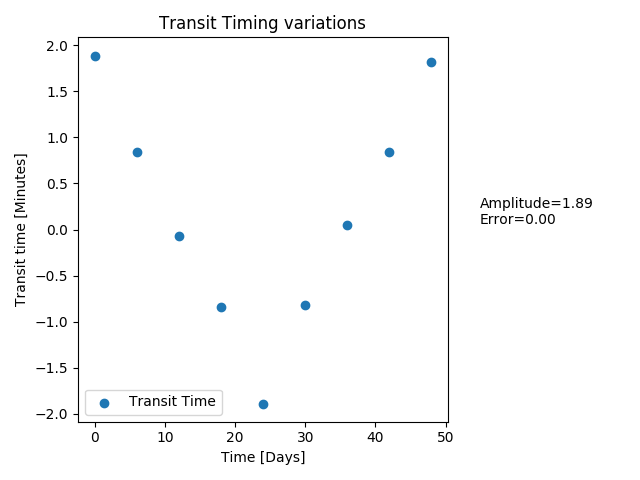 Transit Timing variations
2.0
1.5
1.0
0.5
0.0
−0.5
−1.0
−1.5
−2.0
Transit time [Minutes]
Amplitude=1.89
Error=0.00
Transit Time
0 10 20 30 40 50
Time [Days]